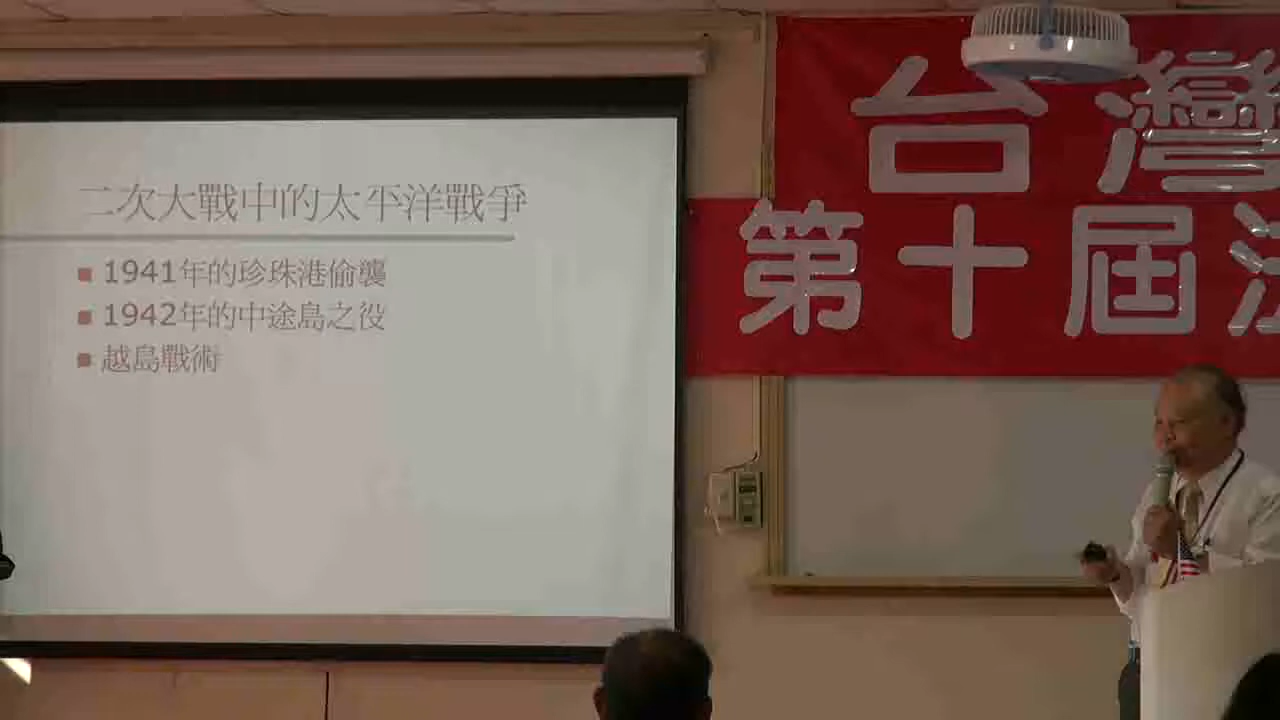 二次大戰中的太平洋戰爭
1941年的珍珠港偷襲
1942年的中途島之役
越島戰術
台灣
第十屆